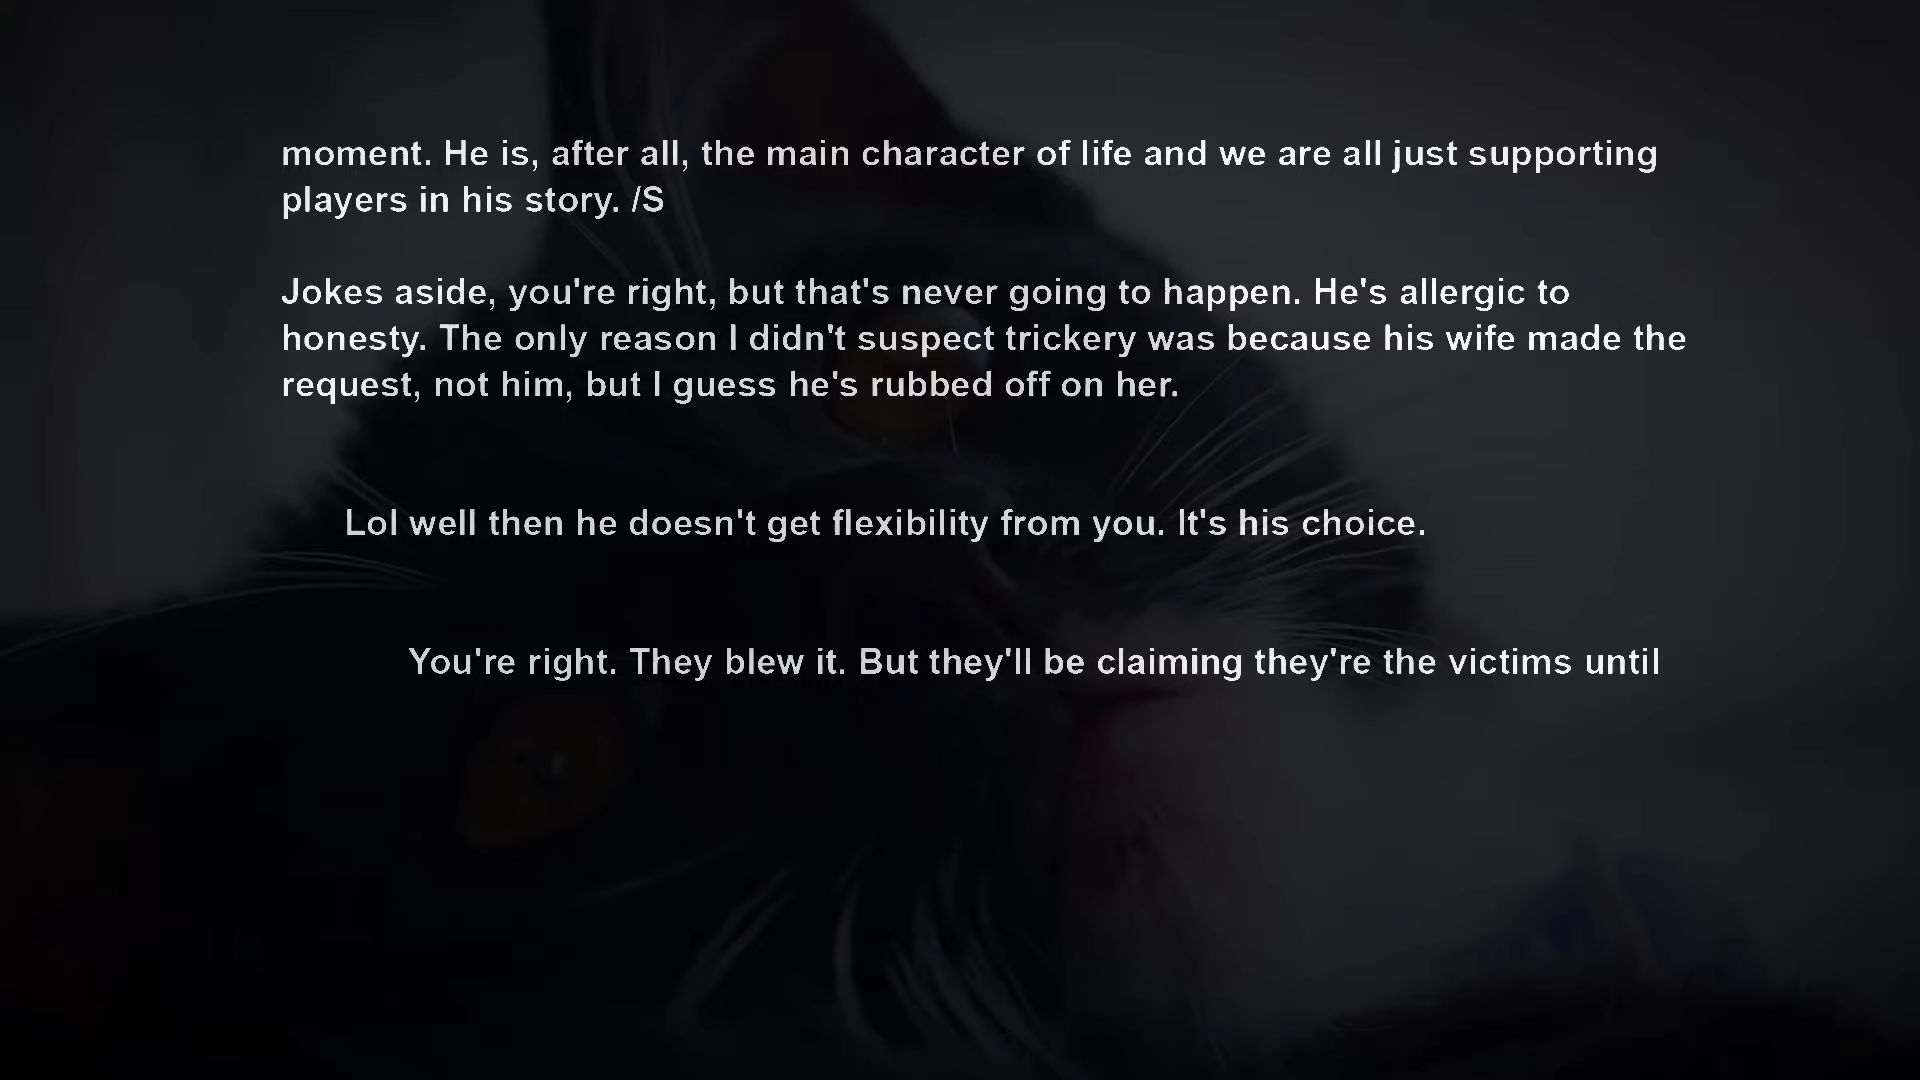 moment. He is, after all, the main character of life and we are all just supporting
players in his story. /S
Jokes aside, you're right, but that's never going to happen. He's allergic to
honesty. The only reason I didn't suspect trickery was because his wife made the
request, not him, but I guess he's rubbed off on her.
Lol well then he doesn't get flexibility from you. It's his choice.
You're right. They blew it. But they'll be claiming they're the victims until